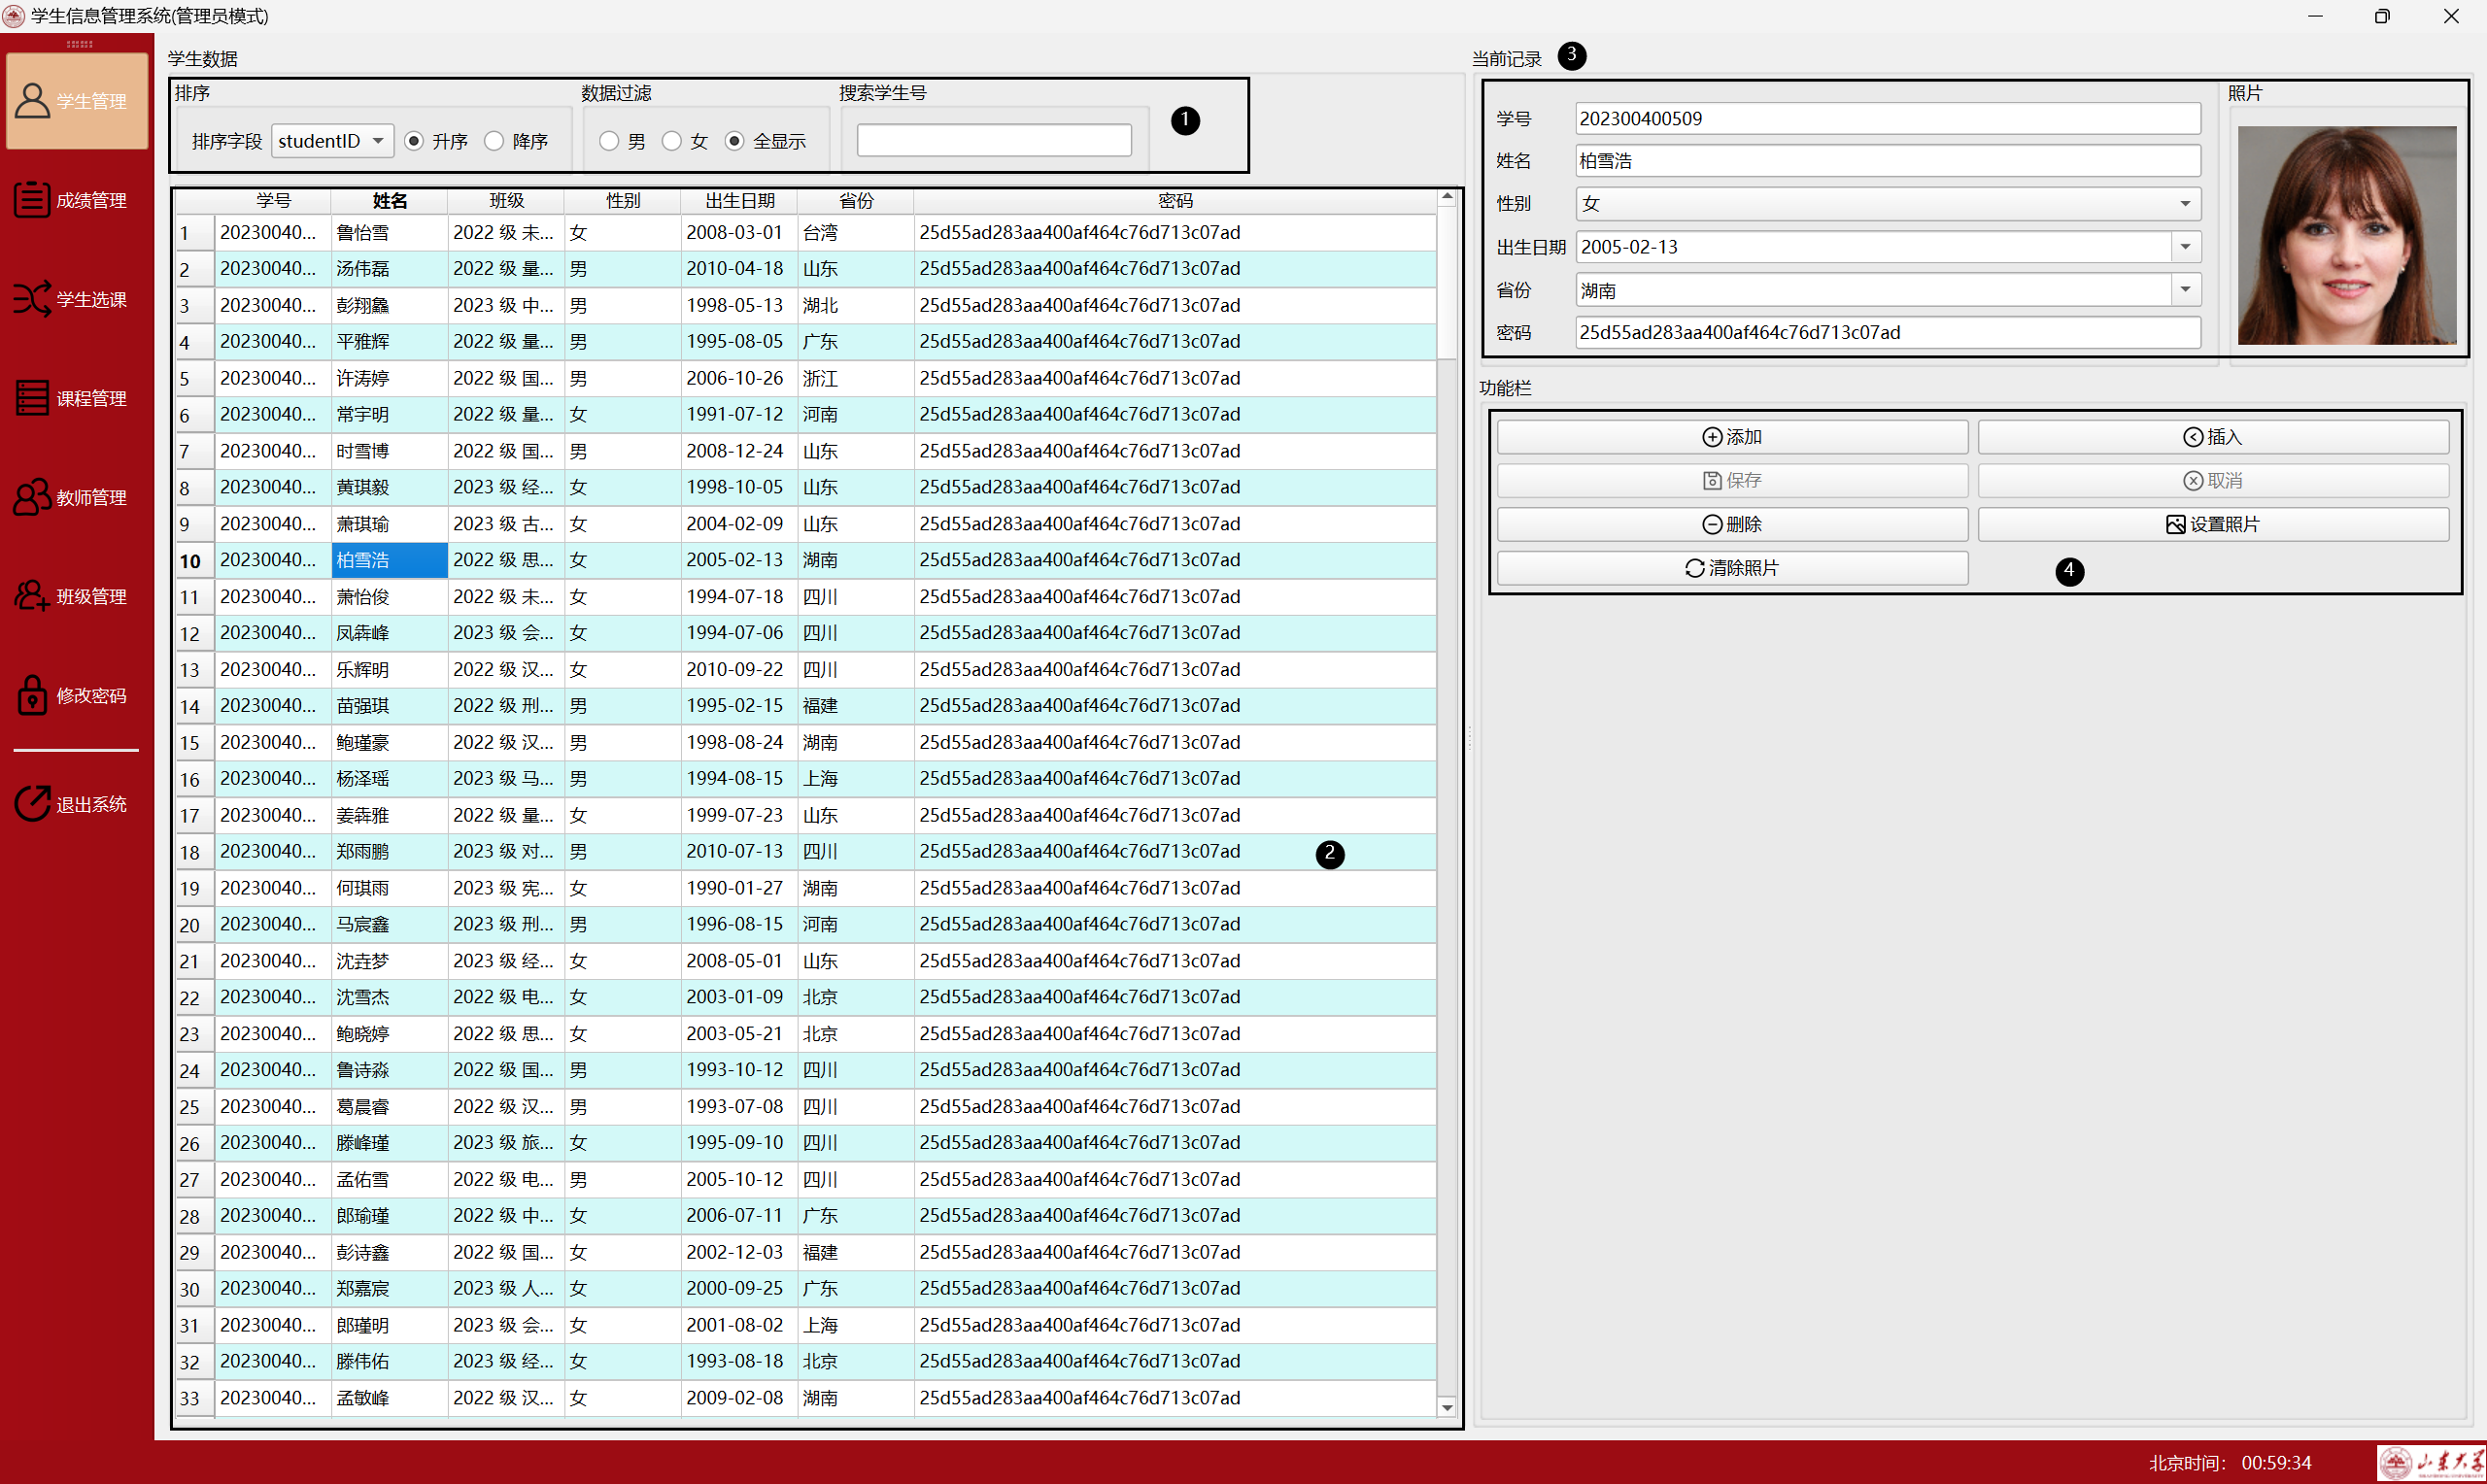 学生信息管理系统(管理员模式)
学生管理
成绩管理
学生选课
课程管理
教师管理
班级管理
修改密码
退出系统
学生数据
排序
排序字段 studentID 升序 降序
数据过滤
男 女 全显示
搜索学生号
1
学号 姓名 班级 性别 出生日期 省份 密码
1 20230040... 鲁怡雪 2022 级 未... 女 2008-03-01 台湾 25d55ad283aa400af464c76d713c07ad
2 20230040... 汤伟磊 2022 级 量... 男 2010-04-18 山东 25d55ad283aa400af464c76d713c07ad
3 20230040... 彭翔鱻 2023 级 中... 男 1998-05-13 湖北 25d55ad283aa400af464c76d713c07ad
4 20230040... 平雅辉 2022 级 量... 男 1995-08-05 广东 25d55ad283aa400af464c76d713c07ad
5 20230040... 许涛婷 2022 级 国... 男 2006-10-26 浙江 25d55ad283aa400af464c76d713c07ad
6 20230040... 常宇明 2022 级 量... 女 1991-07-12 河南 25d55ad283aa400af464c76d713c07ad
7 20230040... 时雪博 2022 级 国... 男 2008-12-24 山东 25d55ad283aa400af464c76d713c07ad
8 20230040... 黄琪毅 2023 级 经... 女 1998-10-05 山东 25d55ad283aa400af464c76d713c07ad
9 20230040... 萧琪瑜 2023 级 古... 女 2004-02-09 山东 25d55ad283aa400af464c76d713c07ad
10 20230040... 柏雪浩 2022 级 思... 女 2005-02-13 湖南 25d55ad283aa400af464c76d713c07ad
11 20230040... 萧怡俊 2022 级 未... 女 1994-07-18 四川 25d55ad283aa400af464c76d713c07ad
12 20230040... 凤犇峰 2023 级 会... 女 1994-07-06 四川 25d55ad283aa400af464c76d713c07ad
13 20230040... 乐辉明 2022 级 汉... 女 2010-09-22 四川 25d55ad283aa400af464c76d713c07ad
14 20230040... 苗强琪 2022 级 刑... 男 1995-02-15 福建 25d55ad283aa400af464c76d713c07ad
15 20230040... 鲍瑾豪 2022 级 汉... 男 1998-08-24 湖南 25d55ad283aa400af464c76d713c07ad
16 20230040... 杨泽瑶 2023 级 马... 男 1994-08-15 上海 25d55ad283aa400af464c76d713c07ad
17 20230040... 姜犇雅 2022 级 量... 女 1999-07-23 山东 25d55ad283aa400af464c76d713c07ad
18 20230040... 郑雨鹏 2023 级 对... 男 2010-07-13 四川 25d55ad283aa400af464c76d713c07ad 2
19 20230040... 何琪雨 2023 级 宪... 女 1990-01-27 湖南 25d55ad283aa400af464c76d713c07ad
20 20230040... 马宸鑫 2023 级 刑... 男 1996-08-15 河南 25d55ad283aa400af464c76d713c07ad
21 20230040... 沈垚梦 2023 级 经... 女 2008-05-01 山东 25d55ad283aa400af464c76d713c07ad
22 20230040... 沈雪杰 2022 级 电... 女 2003-01-09 北京 25d55ad283aa400af464c76d713c07ad
23 20230040... 鲍晓婷 2022 级 思... 女 2003-05-21 北京 25d55ad283aa400af464c76d713c07ad
24 20230040... 鲁诗淼 2022 级 国... 男 1993-10-12 四川 25d55ad283aa400af464c76d713c07ad
25 20230040... 葛晨睿 2022 级 汉... 男 1993-07-08 四川 25d55ad283aa400af464c76d713c07ad
26 20230040... 滕峰瑾 2023 级 旅... 女 1995-09-10 四川 25d55ad283aa400af464c76d713c07ad
27 20230040... 孟佑雪 2022 级 电... 男 2005-10-12 四川 25d55ad283aa400af464c76d713c07ad
28 20230040... 郎瑜瑾 2022 级 中... 女 2006-07-11 广东 25d55ad283aa400af464c76d713c07ad
29 20230040... 彭诗鑫 2022 级 国... 女 2002-12-03 福建 25d55ad283aa400af464c76d713c07ad
30 20230040... 郑嘉宸 2023 级 人... 女 2000-09-25 广东 25d55ad283aa400af464c76d713c07ad
31 20230040... 郎瑾明 2023 级 会... 女 2001-08-02 上海 25d55ad283aa400af464c76d713c07ad
32 20230040... 滕伟佑 2023 级 经... 女 1993-08-18 北京 25d55ad283aa400af464c76d713c07ad
33 20230040... 孟敏峰 2022 级 汉... 女 2009-02-08 湖南 25d55ad283aa400af464c76d713c07ad
当前记录 3
学号 202300400509
姓名 柏雪浩
性别 女
出生日期 2005-02-13
省份 湖南
密码 25d55ad283aa400af464c76d713c07ad
照片
功能栏
添加 插入
保存 取消
删除 设置照片
清除照片 4
北京时间： 00:59:34
山东大学